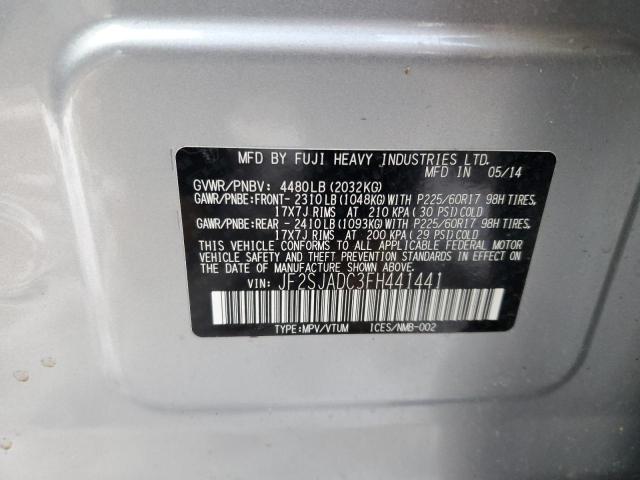 MFD BY FUJI HEAVY INDUSTRIES LTD.
MFD IN 05/14
GVWR/PNBV: 4480LB(2032KG)
GAWR/PNBE:FRONT-2310LB(1048KG)WITH P225/60R17 98H TIRES,
17X7J RIMS AT 210 KPA(30 PSI)COLD
GAWR/PNBE:REAR -2410LB(1093KG)WITH P225/60R17 98H TIRES,
17X7J RIMS AT 200 KPA(29 PSI)COLD
THIS VEHICLE CONFORMS TO ALL APPLICABLE FEDERAL MOTOR
VEHICLE SAFETY AND THEFT PREVENTION STANDARDS IN EFFECT ON
THE DATE OF MANUFACTURE SHOWN ABOVE.
VIN: JF2SJADC3FH441441
TYPE:MPV/VTUM ICES/NMB-002